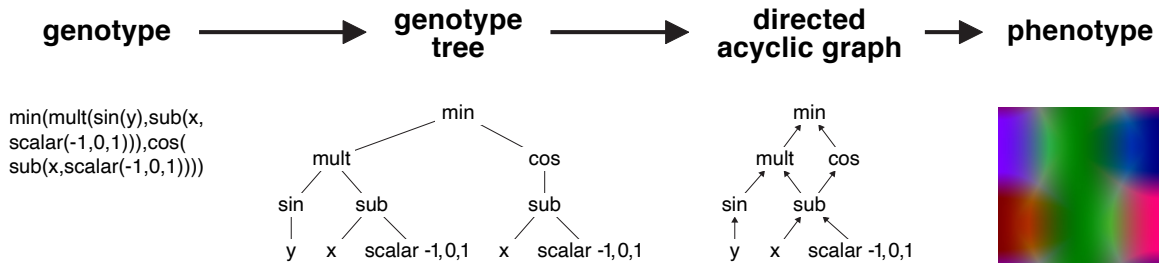 genotype
genotype
tree
directed
acyclic graph
phenotype
min(mult(sin(y),sub(x,
scalar(-1,0,1))),cos(
sub(x,scalar(-1,0,1))))
min
mult
cos
sin
sub
sub
y
x
scalar -1,0,1
x
scalar -1,0,1
min
mult
cos
sin
sub
y
x
scalar -1,0,1